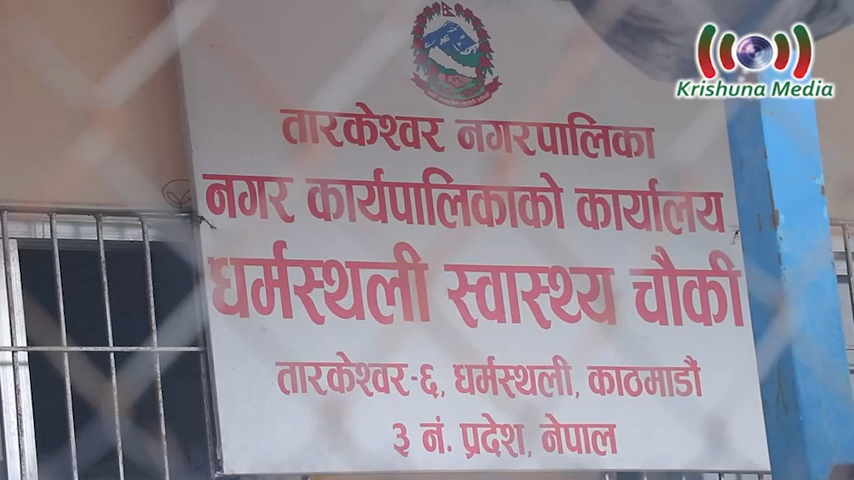 Krishuna Media
तारकेश्वर नगरपालिका
नगर कार्यपालिकाको कार्यालय
धर्मस्थली स्वास्थ्य चौकी
तारकेश्वर-६, धर्मस्थली, काठमाडौं
३ नं. प्रदेश, नेपाल